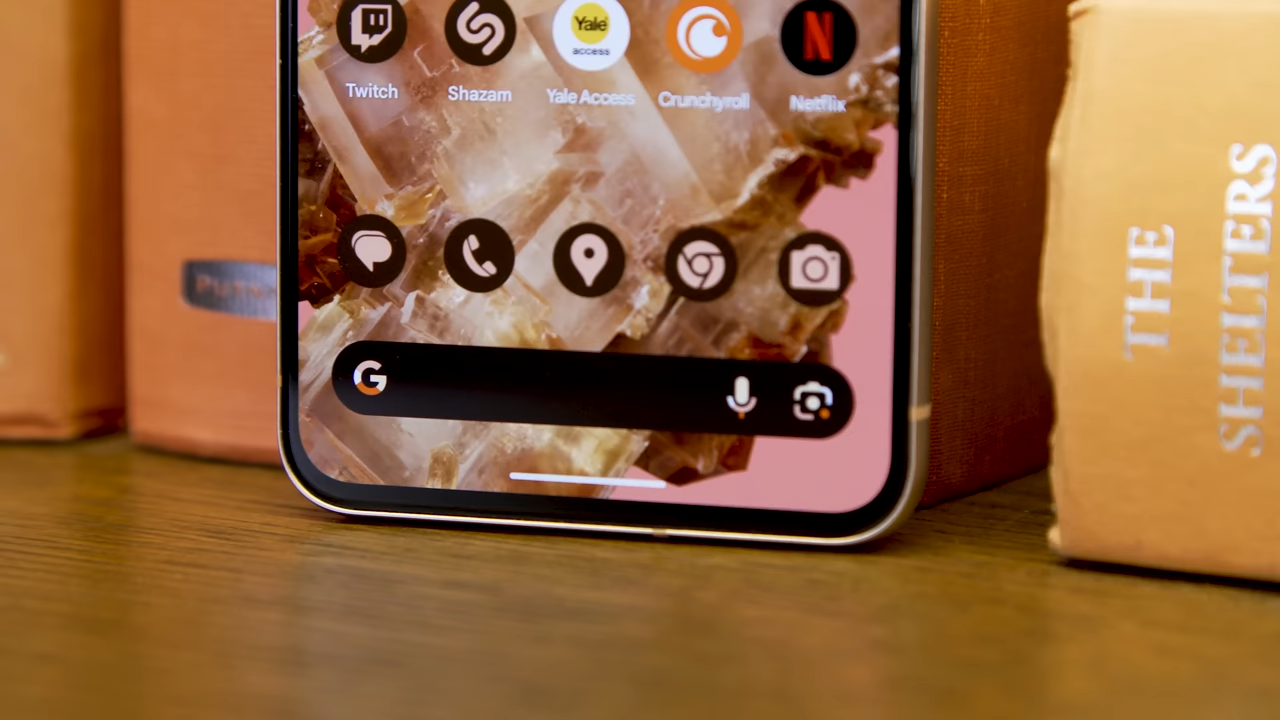 Yale
access
Twitch
Shazam
Yale Access
Crunchyroll
Netflix
N
G
THE
SHELTERS